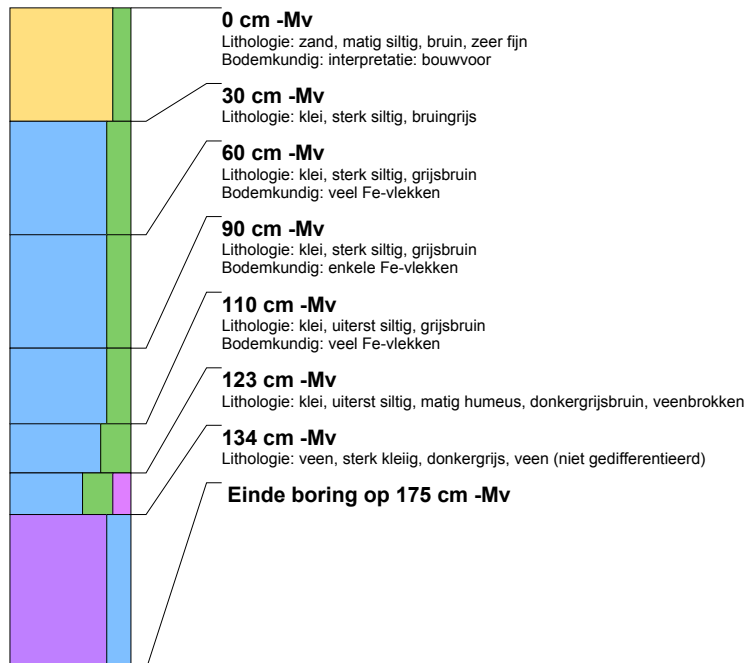 0 cm -Mv
Lithologie: zand, matig siltig, bruin, zeer fijn
Bodemkundig: interpretatie: bouwvoor
30 cm -Mv
Lithologie: klei, sterk siltig, bruingrijs
60 cm -Mv
Lithologie: klei, sterk siltig, grijsbruin
Bodemkundig: veel Fe-vlekken
90 cm -Mv
Lithologie: klei, sterk siltig, grijsbruin
Bodemkundig: enkele Fe-vlekken
110 cm -Mv
Lithologie: klei, uiterst siltig, grijsbruin
Bodemkundig: veel Fe-vlekken
123 cm -Mv
Lithologie: klei, uiterst siltig, matig humeus, donkergrijsbruin, veenbrokken
134 cm -Mv
Lithologie: veen, sterk kleiig, donkergrijs, veen (niet gedifferentieerd)
Einde boring op 175 cm -Mv